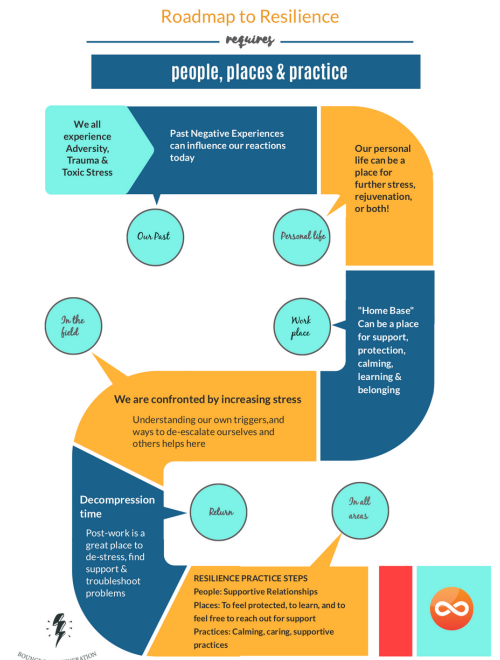 Roadmap to Resilience
requires
people, places & practice
We all
experience
Adversity,
Trauma &
Toxic Stress
Past Negative Experiences
can influence our reactions
today
Our personal
life can be a
place for
further stress,
rejuvenation,
or both!
Our Past
Personal life
"Home Base"
Can be a place
for support,
protection,
calming,
learning &
belonging
In the
field
Work
place
We are confronted by increasing stress
Understanding our own triggers,and
ways to de-escalate ourselves and
others helps here
Decompression
time
Post-work is a
great place to
de-stress, find
support &
troubleshoot
problems
Return
In all
areas
RESILIENCE PRACTICE STEPS
People: Supportive Relationships
Places: To feel protected, to learn, and to
feel free to reach out for support
Practices: Calming, caring, supportive
practices